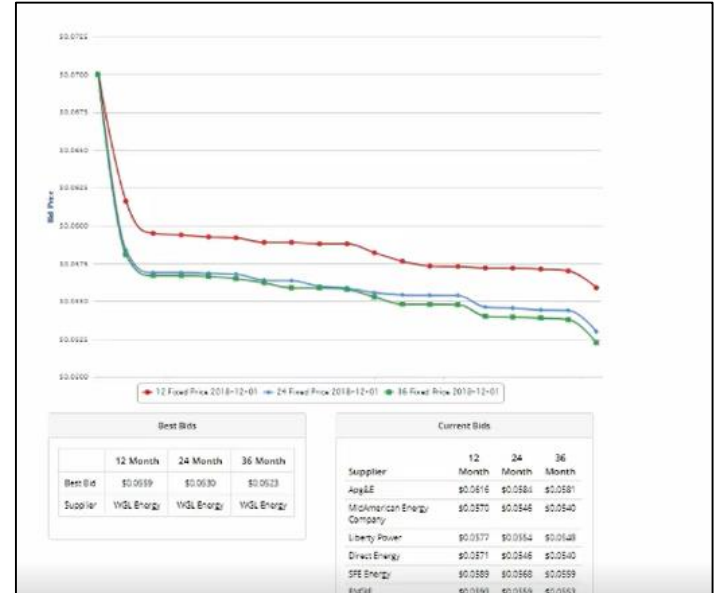 $0.0725
$0.0700
$0.0675
$0.0650
$0.0625
$0.0600
$0.0575
$0.0550
$0.0525
$0.0500
Bid Price
12 Fixed Price 2018-12-01 24 Fixed Price 2018-12-01 36 Fixed Price 2018-12-01
Best Bids
12 Month 24 Month 36 Month
Best Bid $0.0559 $0.0530 $0.0523
Supplier WGL Energy WGL Energy WGL Energy
Current Bids
Supplier 12 Month 24 Month 36 Month
Apg&E $0.0616 $0.0584 $0.0581
MidAmerican Energy
Company
$0.0570 $0.0546 $0.0540
Liberty Power $0.0577 $0.0554 $0.0548
Direct Energy $0.0571 $0.0546 $0.0540
SFE Energy $0.0589 $0.0568 $0.0559